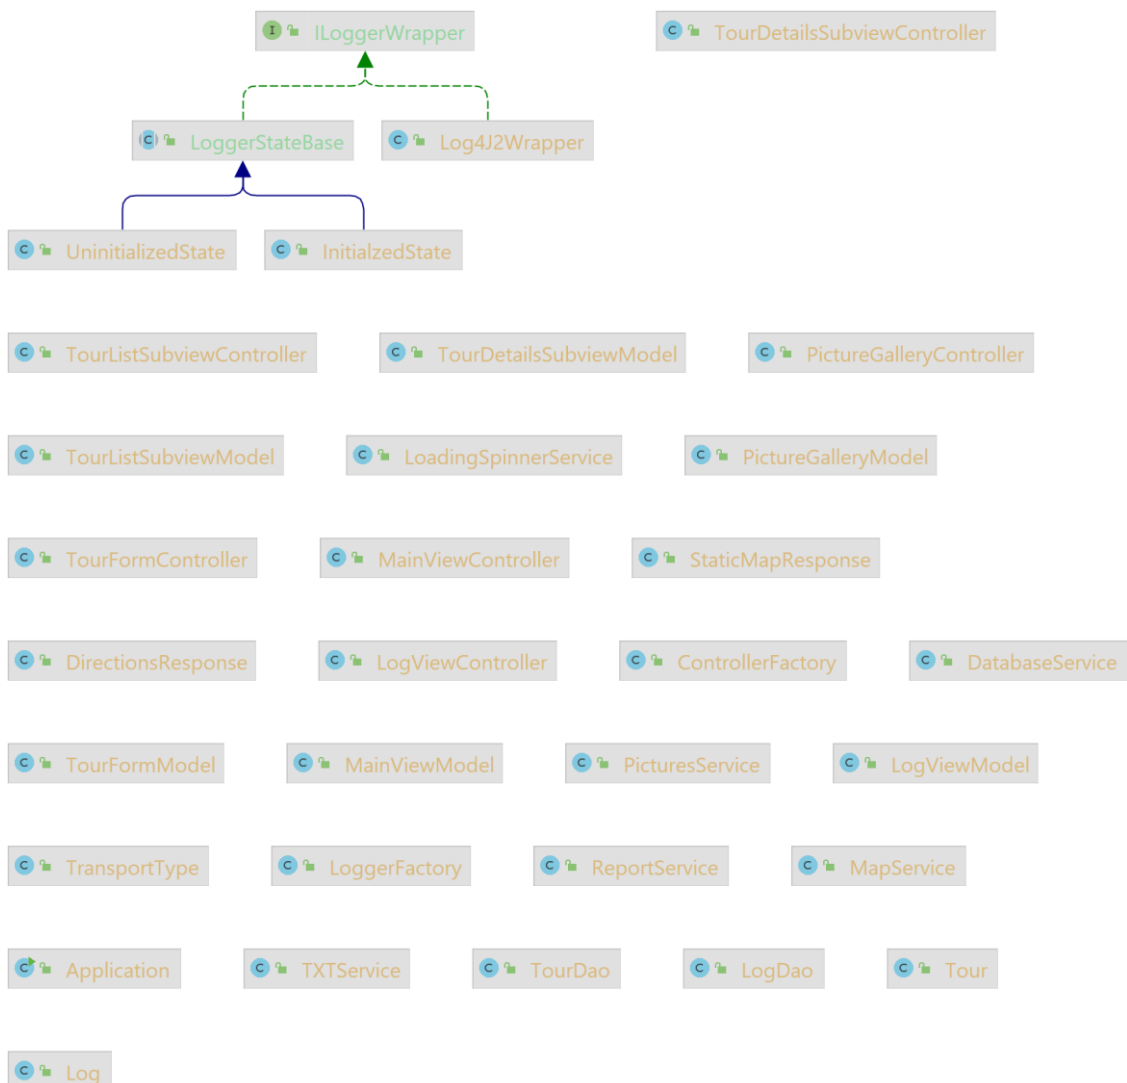 I ILoggerWrapper C TourDetailsSubviewController
C LoggerStateBase C Log4J2Wrapper
C UninitializedState C InitialzedState
C TourListSubviewController C TourDetailsSubviewModel C PictureGalleryController
C TourListSubviewModel C LoadingSpinnerService C PictureGalleryModel
C TourFormController C MainViewController C StaticMapResponse
C DirectionsResponse C LogViewController C ControllerFactory C DatabaseService
C TourFormModel C MainViewModel C PicturesService C LogViewModel
C TransportType C LoggerFactory C ReportService C MapService
C Application C TXTService C TourDao C LogDao C Tour
C Log